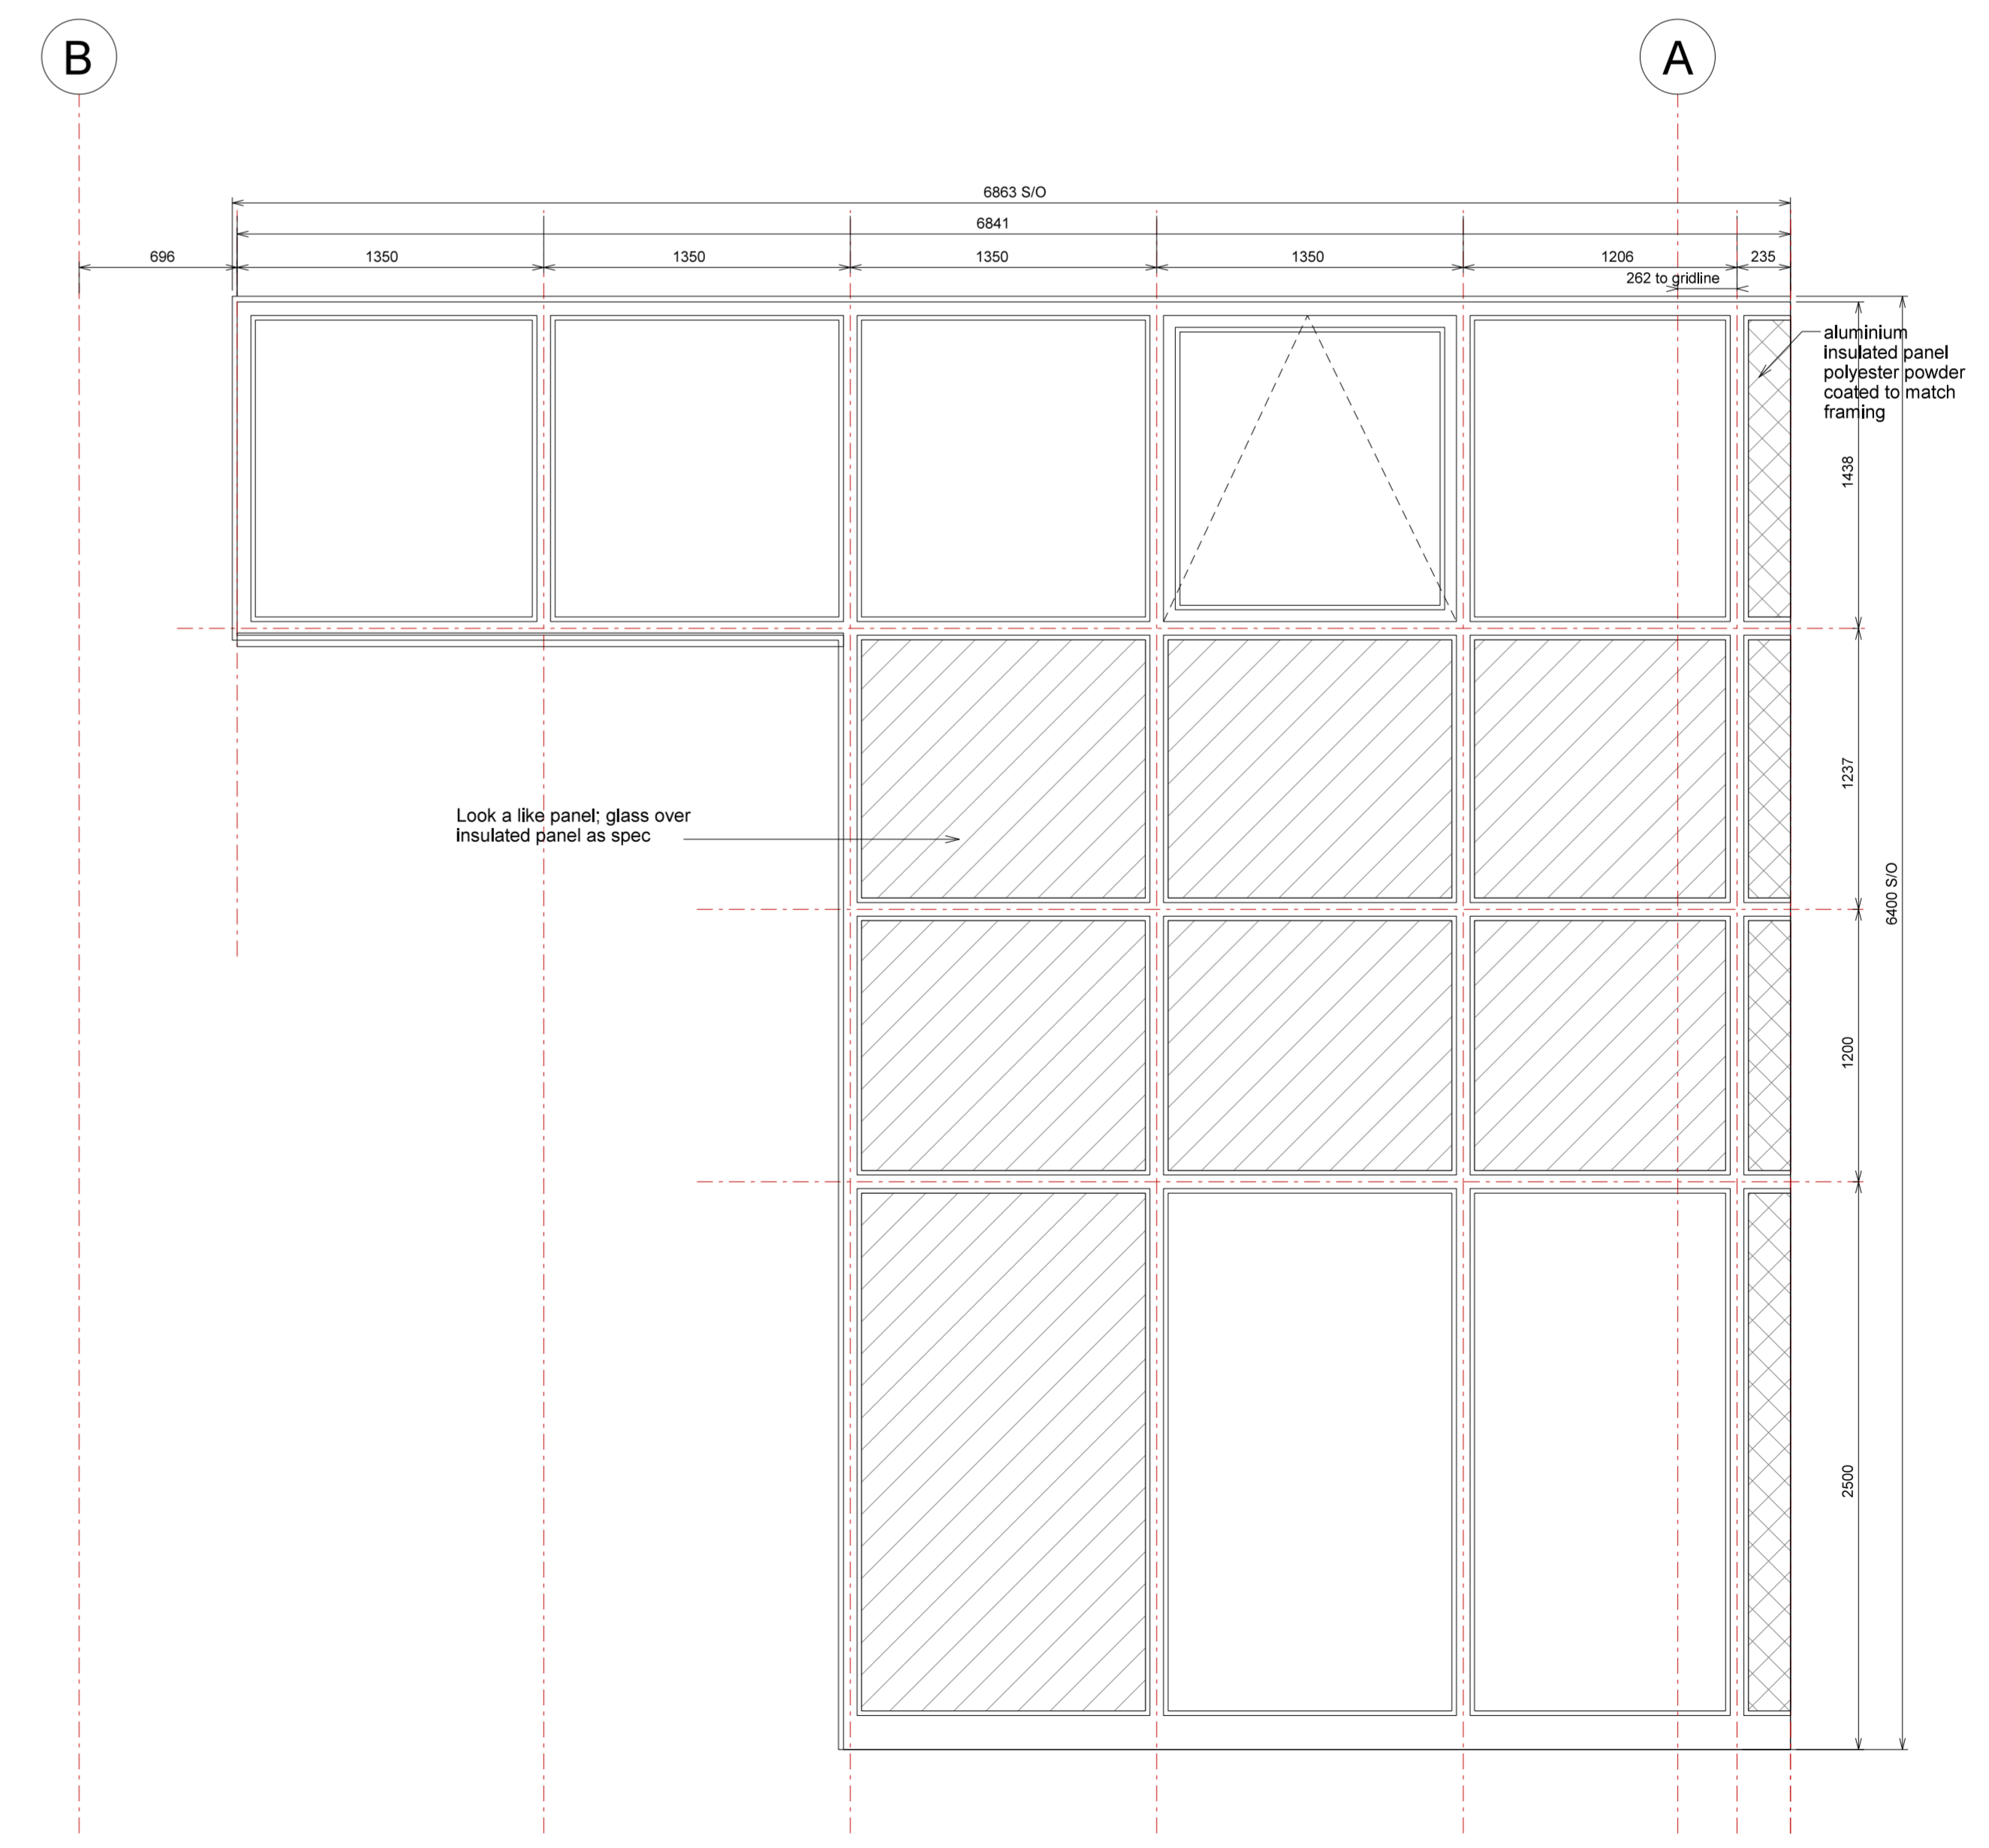 B
A
6863 S/O
6841
696
1350
1350
1350
1350
1206
235
262 to gridline
aluminium
insulated panel
polyester powder
coated to match
framing
1438
1237
Look a like panel; glass over
insulated panel as spec
6400 S/O
1200
2500